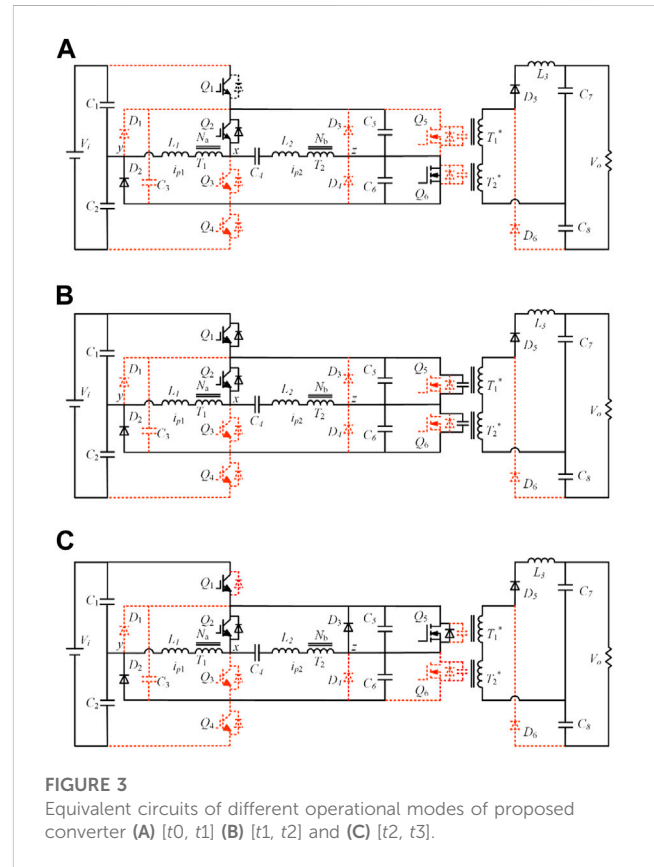 A
C1
Vi
C2
y
D1
D2
L1
ip1
C3
Na
T1
Q1
Q2
x
Q3
Q4
C4
L2
ip2
Nb
T2
D3
z
D4
C5
C6
Q5
Q6
T1*
T2*
D5
D6
L3
C7
C8
Vo
B
C1
Vi
C2
y
D1
D2
L1
ip1
C3
Na
T1
Q1
Q2
x
Q3
Q4
C4
L2
ip2
Nb
T2
D3
z
D4
C5
C6
Q5
Q6
T1*
T2*
D5
D6
L3
C7
C8
Vo
C
C1
Vi
C2
y
D1
D2
L1
ip1
C3
Na
T1
Q1
Q2
x
Q3
Q4
C4
L2
ip2
Nb
T2
D3
z
D4
C5
C6
Q5
Q6
T1*
T2*
D5
D6
L3
C7
C8
Vo
FIGURE 3
Equivalent circuits of different operational modes of proposed
converter (A) [t0, t1] (B) [t1, t2] and (C) [t2, t3].